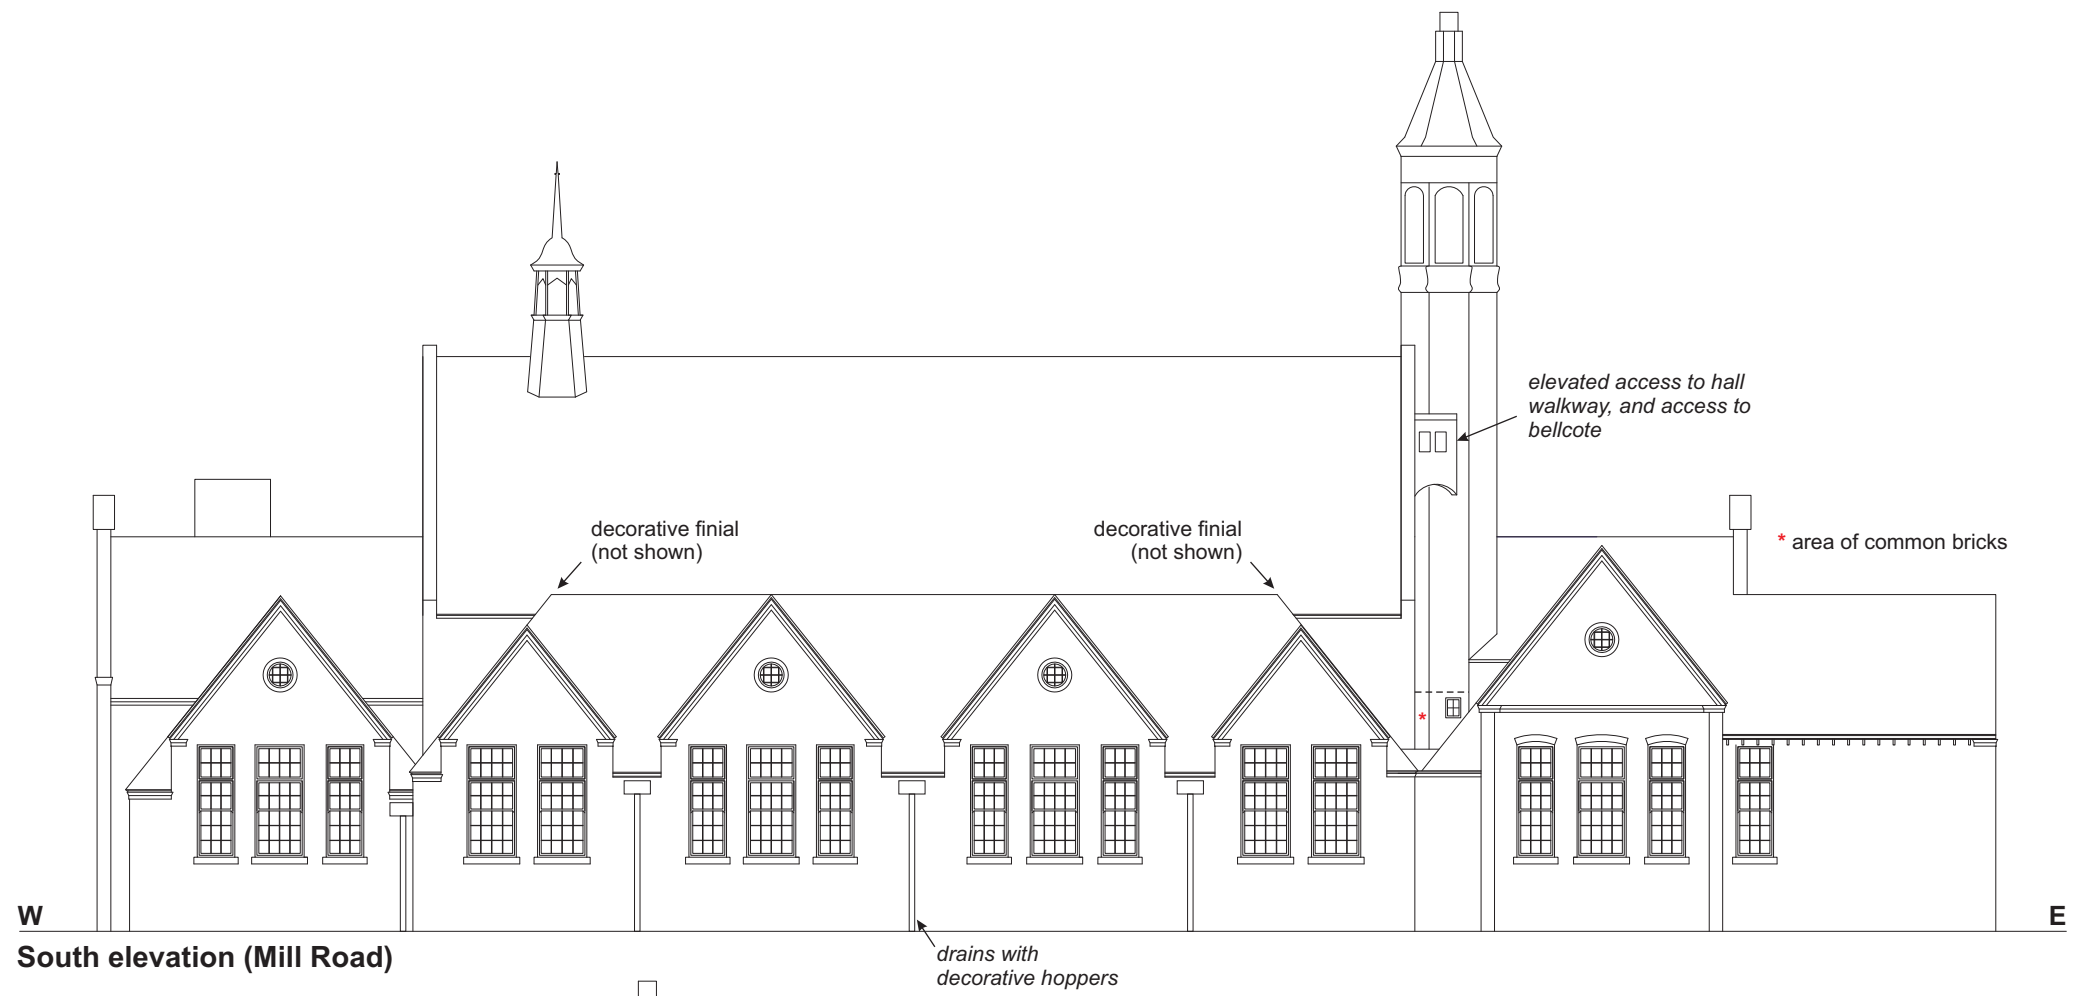 elevated access to hall
walkway, and access to
bellcote
decorative finial
(not shown)
decorative finial
(not shown)
* area of common bricks
*
W
E
South elevation (Mill Road)
drains with
decorative hoppers